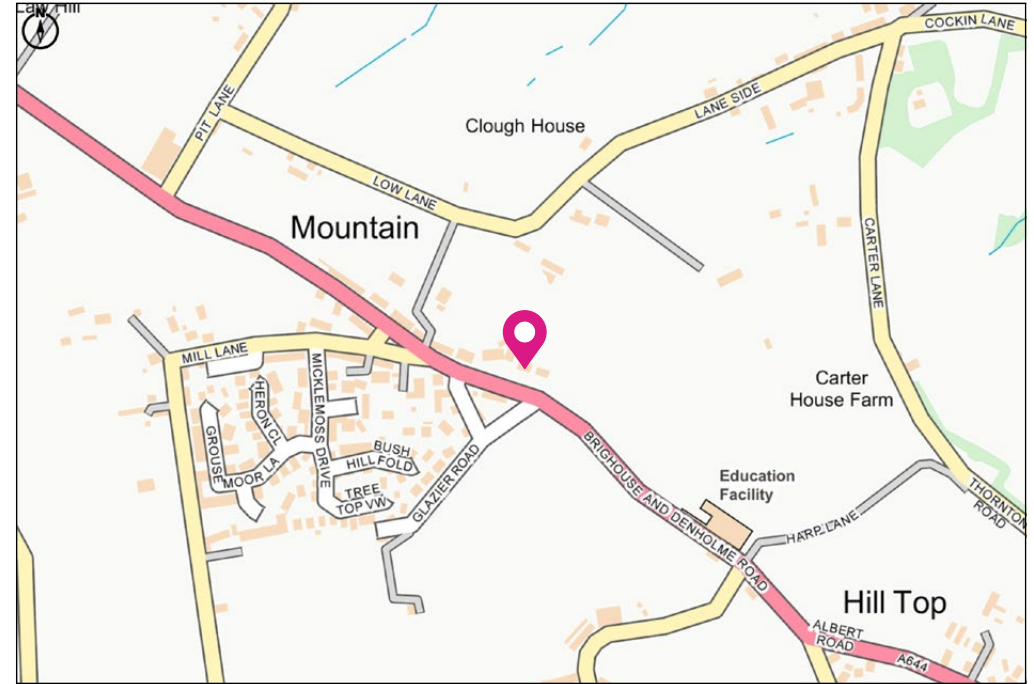 Law Hill
N
COCKIN LANE
PIT LANE
LANE SIDE
Clough House
LOW LANE
Mountain
CARTER LANE
MILL LANE
MICKLEMOSS DRIVE
HERON CL
GROUSE
MOOR LA
BUSH
HILL FOLD
TREE
TOP VW
GLAZIER ROAD
Carter
House Farm
BRIGHOUSE AND DENHOLME ROAD
Education
Facility
HARP LANE
THORNTON
ROAD
Hill Top
ALBERT
ROAD
A644